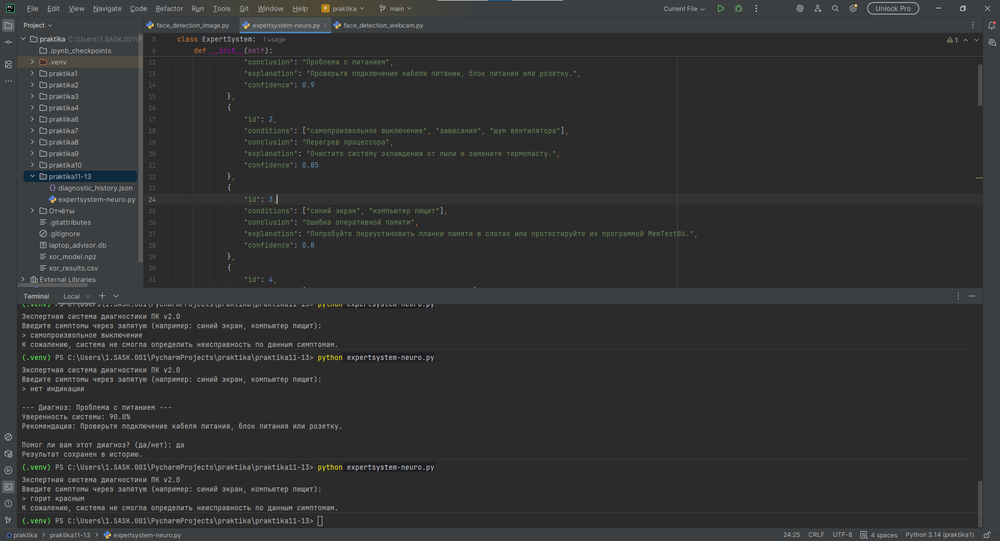 File Edit View Navigate Code Refactor Run Tools Git Window Help P praktika main Current File Unlock Pro
Project
face_detection_image.py expertsystem-neuro.py face_detection_webcam.py
praktika C:\Users\1.SASK.001\P
.ipynb_checkpoints
.venv
praktika1
praktika2
praktika3
praktika4
praktika6
praktika7
praktika8
praktika9
praktika10
praktika11-13
diagnostic_history.json
expertsystem-neuro.py
Отчёты
.gitattributes
.gitignore
laptop_advisor.db
xor_model.npz
xor_results.csv
External Libraries
5 class ExpertSystem: 1 usage
1
6 def __init__(self):
12 "conclusion": "Проблема с питанием",
13 "explanation": "Проверьте подключение кабеля питания, блок питания или розетку.",
14 "confidence": 0.9
15 },
16 {
17 "id": 2,
18 "conditions": ["самопроизвольное выключение", "зависания", "шум вентилятора"],
19 "conclusion": "Перегрев процессора",
20 "explanation": "Очистите систему охлаждения от пыли и замените термопасту.",
21 "confidence": 0.85
22 },
23 {
24 "id": 3,
25 "conditions": ["синий экран", "компьютер пищит"],
26 "conclusion": "Ошибка оперативной памяти",
27 "explanation": "Попробуйте переустановить планки памяти в слотах или протестируйте их программой MemTest86.",
28 "confidence": 0.8
29 },
30 {
31 "id": 4,
Terminal Local
(.venv) PS C:\Users\1.SASK.001\PycharmProjects\praktika\praktika11-13> python expertsystem-neuro.py
Экспертная система диагностики ПК v2.0
Введите симптомы через запятую (например: синий экран, компьютер пищит):
> самопроизвольное выключение
К сожалению, система не смогла определить неисправность по данным симптомам.
(.venv) PS C:\Users\1.SASK.001\PycharmProjects\praktika\praktika11-13> python expertsystem-neuro.py
Экспертная система диагностики ПК v2.0
Введите симптомы через запятую (например: синий экран, компьютер пищит):
> нет индикации
--- Диагноз: Проблема с питанием ---
Уверенность системы: 90.0%
Рекомендация: Проверьте подключение кабеля питания, блок питания или розетку.
Помог ли вам этот диагноз? (да/нет): да
Результат сохранен в историю.
(.venv) PS C:\Users\1.SASK.001\PycharmProjects\praktika\praktika11-13> python expertsystem-neuro.py
Экспертная система диагностики ПК v2.0
Введите симптомы через запятую (например: синий экран, компьютер пищит):
> горит красным
К сожалению, система не смогла определить неисправность по данным симптомам.
(.venv) PS C:\Users\1.SASK.001\PycharmProjects\praktika\praktika11-13>
praktika > praktika11-13 > expertsystem-neuro.py 24:25 CRLF UTF-8 4 spaces Python 3.14 (praktika1)